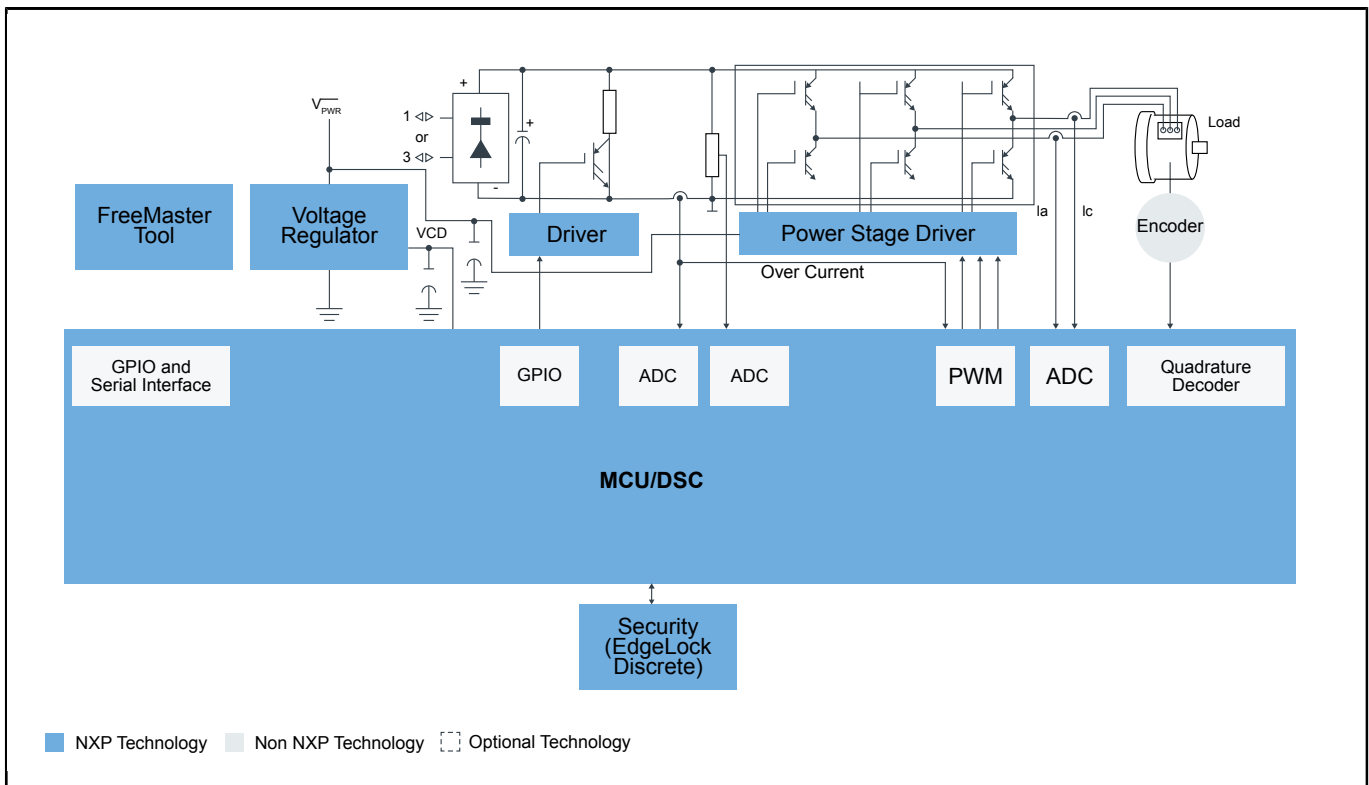 +
V
PWR
1
or
3
+
-
Load
FreeMaster
Tool
Voltage
Regulator
VCD
Driver
Power Stage Driver
Ia
Ic
Encoder
Over Current
GPIO and
Serial Interface
GPIO
ADC
ADC
PWM
ADC
Quadrature
Decoder
MCU/DSC
Security
(EdgeLock
Discrete)
NXP Technology
Non NXP Technology
Optional Technology